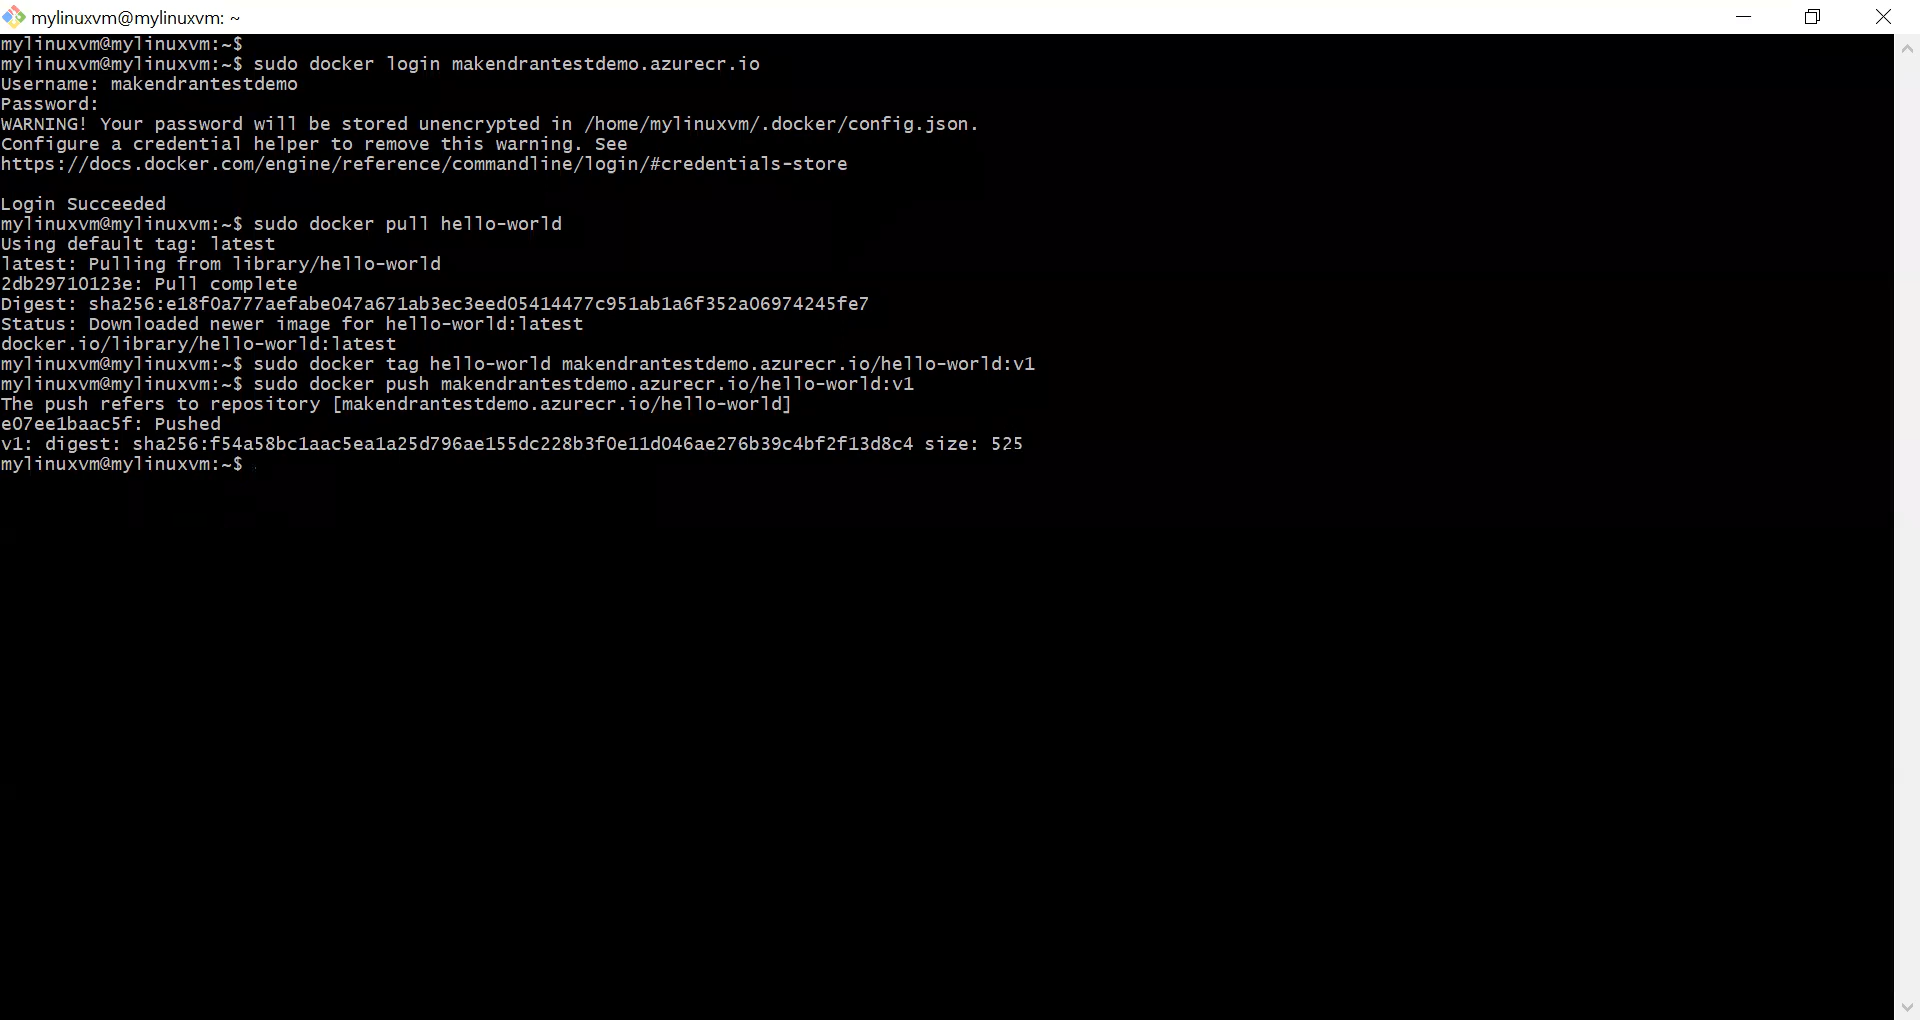 mylinuxvm@mylinuxvm: ~
mylinuxvm@mylinuxvm:~$
mylinuxvm@mylinuxvm:~$ sudo docker login makendrantestdemo.azurecr.io
Username: makendrantestdemo
Password:
WARNING! Your password will be stored unencrypted in /home/mylinuxvm/.docker/config.json.
Configure a credential helper to remove this warning. See
https://docs.docker.com/engine/reference/commandline/login/#credentials-store
Login Succeeded
mylinuxvm@mylinuxvm:~$ sudo docker pull hello-world
Using default tag: latest
latest: Pulling from library/hello-world
2db29710123e: Pull complete
Digest: sha256:e18f0a777aefabe047a671ab3ec3eed05414477c951ab1a6f352a06974245fe7
Status: Downloaded newer image for hello-world:latest
docker.io/library/hello-world:latest
mylinuxvm@mylinuxvm:~$ sudo docker tag hello-world makendrantestdemo.azurecr.io/hello-world:v1
mylinuxvm@mylinuxvm:~$ sudo docker push makendrantestdemo.azurecr.io/hello-world:v1
The push refers to repository [makendrantestdemo.azurecr.io/hello-world]
e07ee1baac5f: Pushed
v1: digest: sha256:f54a58bc1aac5ea1a25d796ae155dc228b3f0e11d046ae276b39c4bf2f13d8c4 size: 525
mylinuxvm@mylinuxvm:~$